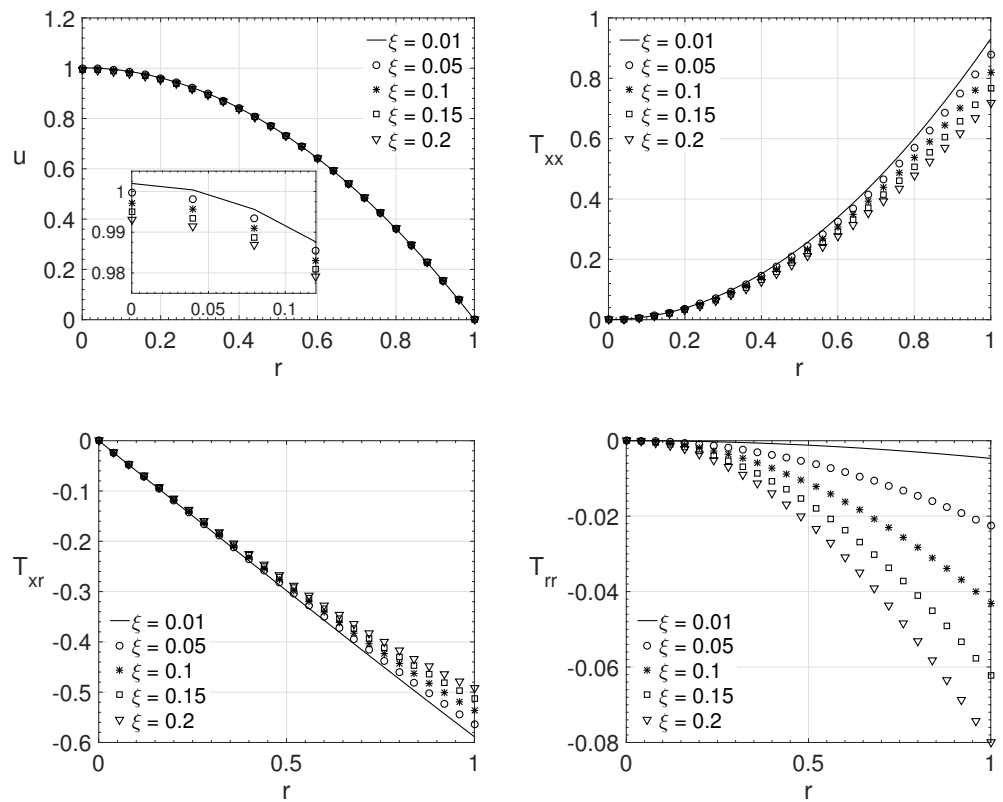 1.2
1
0.8
0.6
0.4
0.2
0
u
ξ = 0.01
ξ = 0.05
ξ = 0.1
ξ = 0.15
ξ = 0.2
1
0.99
0.98
0 0.05 0.1
0 0.2 0.4 0.6 0.8 1
r
1
0.8
0.6
0.4
0.2
0
T_xx
ξ = 0.01
ξ = 0.05
ξ = 0.1
ξ = 0.15
ξ = 0.2
0 0.2 0.4 0.6 0.8 1
r
0
-0.1
-0.2
-0.3
-0.4
-0.5
-0.6
T_xr
ξ = 0.01
ξ = 0.05
ξ = 0.1
ξ = 0.15
ξ = 0.2
0 0.5 1
r
0
-0.02
-0.04
-0.06
-0.08
T_rr
ξ = 0.01
ξ = 0.05
ξ = 0.1
ξ = 0.15
ξ = 0.2
0 0.5 1
r